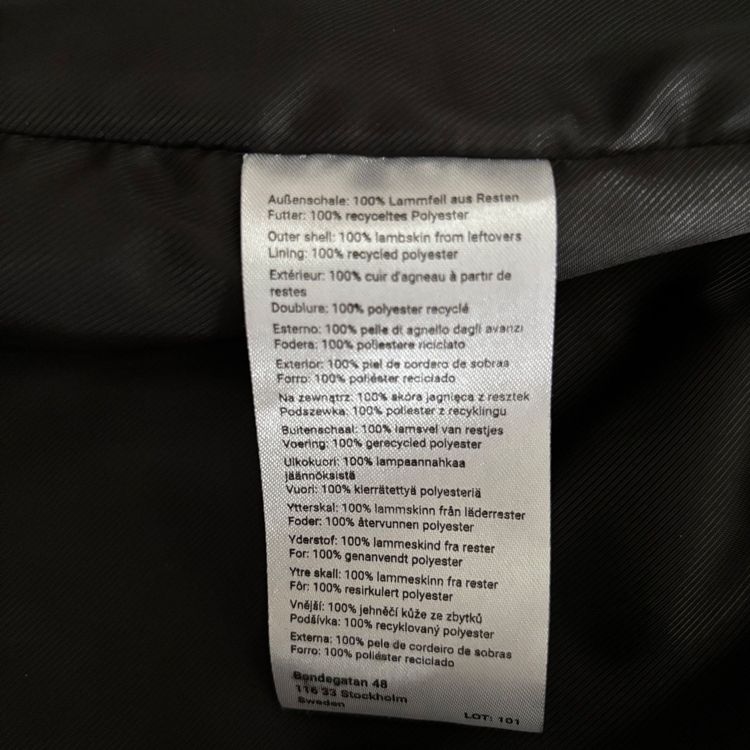 Außenschale: 100% Lammfell aus Resten
Futter: 100% recyceltes Polyester
Outer shell: 100% lambskin from leftovers
Lining: 100% recycled polyester
Extérieur: 100% cuir d'agneau à partir de
restes
Doublure: 100% polyester recyclé
Esterno: 100% pelle di agnello dagli avanzi
Fodera: 100% poliestere riciclato
Exterior: 100% piel de cordero de sobras
Forro: 100% poliéster reciclado
Na zewnątrz: 100% skóra jagnięca z resztek
Podszewka: 100% poliester z recyklingu
Buitenschaal: 100% lamsvel van restjes
Voering: 100% gerecycled polyester
Ulkokuori: 100% lampaannahkaa
jäännöksistä
Vuori: 100% kierrätettyä polyesteriä
Ytterskal: 100% lammskinn från läderrester
Foder: 100% återvunnen polyester
Yderstof: 100% lammeskind fra rester
For: 100% genanvendt polyester
Ytre skall: 100% lammeskinn fra rester
Fôr: 100% resirkulert polyester
Vnější: 100% jehněčí kůže ze zbytků
Podšívka: 100% recyklovaný polyester
Externa: 100% pele de cordeiro de sobras
Forro: 100% poliéster reciclado
Bondegatan 48
116 33 Stockholm
Sweden
LOT: 101